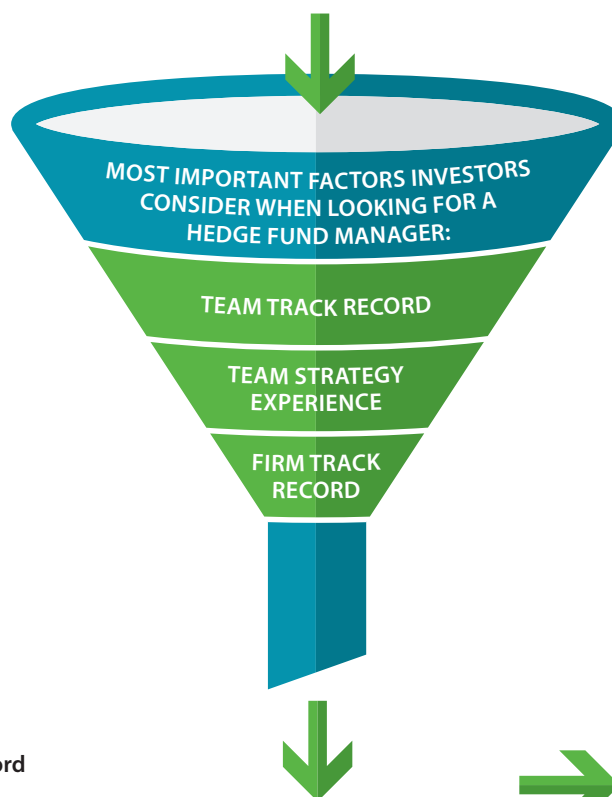 MOST IMPORTANT FACTORS INVESTORS
CONSIDER WHEN LOOKING FOR A
HEDGE FUND MANAGER:
TEAM TRACK RECORD
TEAM STRATEGY
EXPERIENCE
FIRM TRACK
RECORD